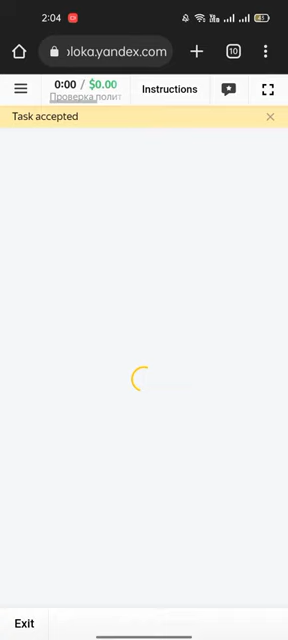 2:04
oloka.yandex.com
10
0:00 / $0.00
Проверка полит
Instructions
Task accepted
Exit